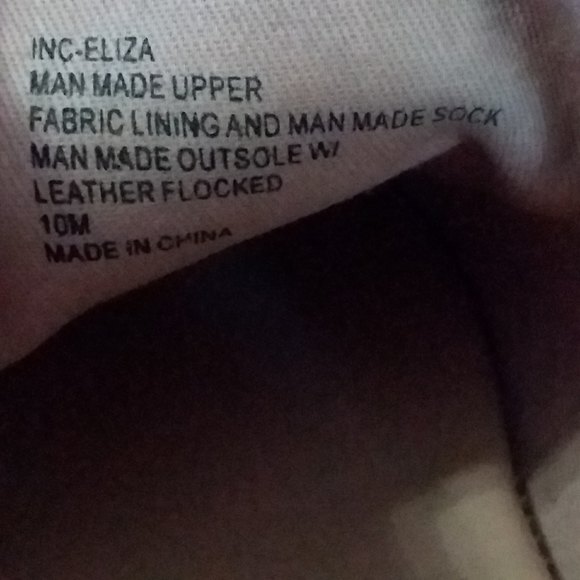 INC-ELIZA
MAN MADE UPPER
FABRIC LINING AND MAN MADE SOCK
MAN MADE OUTSOLE W/
LEATHER FLOCKED
10M
MADE IN CHINA